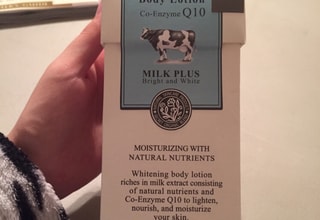 Body Lotion
Co-Enzyme Q10
MILK PLUS
Bright and White
MOISTURIZING WITH
NATURAL NUTRIENTS
Whitening body lotion
riches in milk extract consisting
of natural nutrients and
Co-Enzyme Q10 to lighten,
nourish, and moisturize
your skin.